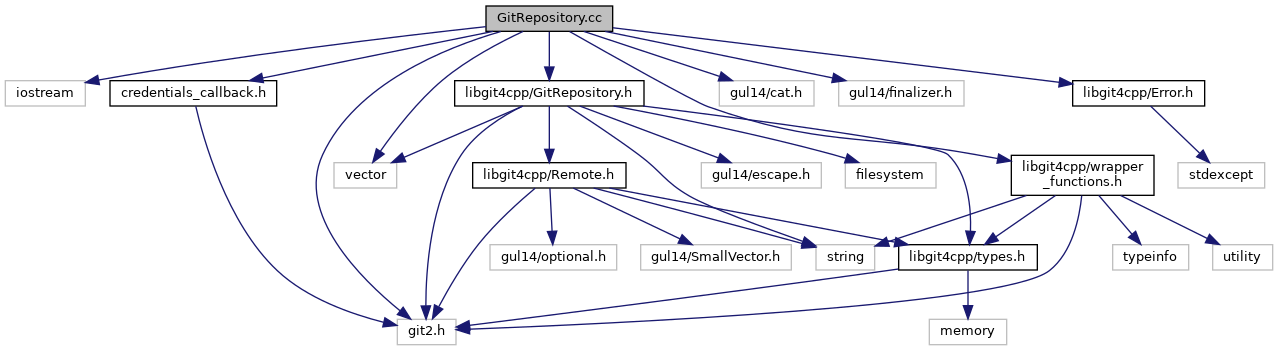 GitRepository.cc
iostream
credentials_callback.h
libgit4cpp/GitRepository.h
gul14/cat.h
gul14/finalizer.h
libgit4cpp/Error.h
vector
libgit4cpp/Remote.h
gul14/escape.h
filesystem
libgit4cpp/wrapper
_functions.h
stdexcept
gul14/optional.h
gul14/SmallVector.h
string
libgit4cpp/types.h
typeinfo
utility
git2.h
memory